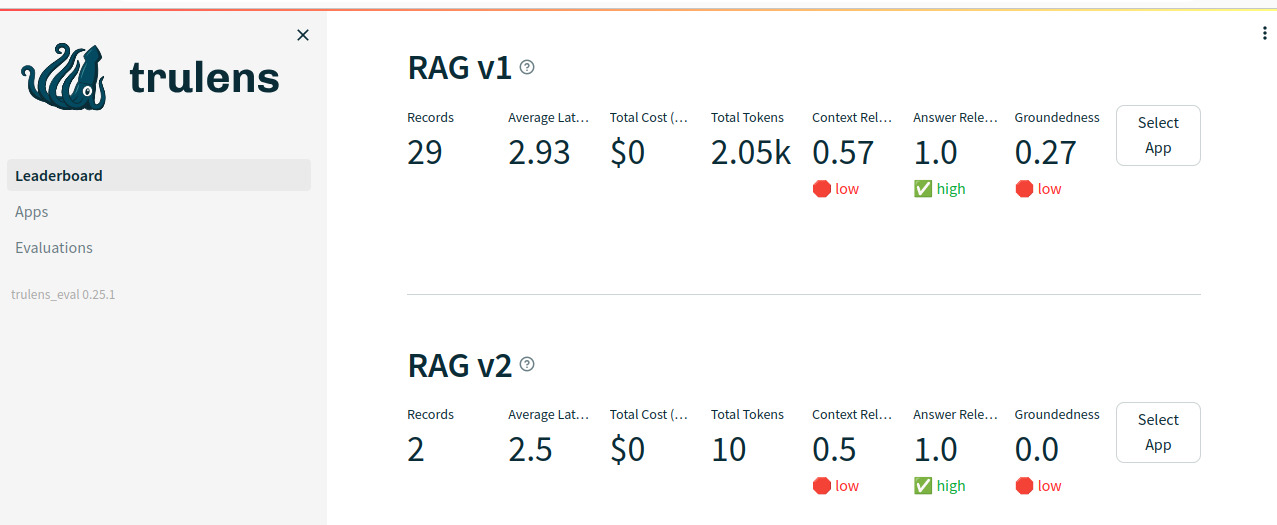 trulens
Leaderboard
Apps
Evaluations
trulens_eval 0.25.1
RAG v1
Records Average Lat… Total Cost (… Total Tokens Context Rel… Answer Rele… Groundedness
29 2.93 $0 2.05k 0.57 1.0 0.27
low high low
Select
App
RAG v2
Records Average Lat… Total Cost (… Total Tokens Context Rel… Answer Rele… Groundedness
2 2.5 $0 10 0.5 1.0 0.0
low high low
Select
App